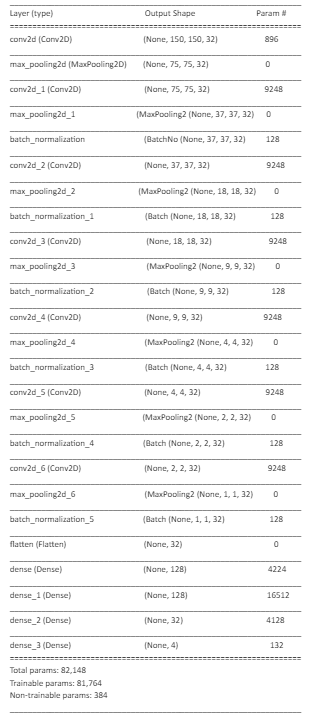 Layer (type) Output Shape Param #
=================================================================
conv2d (Conv2D) (None, 150, 150, 32) 896
max_pooling2d (MaxPooling2D) (None, 75, 75, 32) 0
conv2d_1 (Conv2D) (None, 75, 75, 32) 9248
max_pooling2d_1 (MaxPooling2 (None, 37, 37, 32) 0
batch_normalization (BatchNo (None, 37, 37, 32) 128
conv2d_2 (Conv2D) (None, 37, 37, 32) 9248
max_pooling2d_2 (MaxPooling2 (None, 18, 18, 32) 0
batch_normalization_1 (Batch (None, 18, 18, 32) 128
conv2d_3 (Conv2D) (None, 18, 18, 32) 9248
max_pooling2d_3 (MaxPooling2 (None, 9, 9, 32) 0
batch_normalization_2 (Batch (None, 9, 9, 32) 128
conv2d_4 (Conv2D) (None, 9, 9, 32) 9248
max_pooling2d_4 (MaxPooling2 (None, 4, 4, 32) 0
batch_normalization_3 (Batch (None, 4, 4, 32) 128
conv2d_5 (Conv2D) (None, 4, 4, 32) 9248
max_pooling2d_5 (MaxPooling2 (None, 2, 2, 32) 0
batch_normalization_4 (Batch (None, 2, 2, 32) 128
conv2d_6 (Conv2D) (None, 2, 2, 32) 9248
max_pooling2d_6 (MaxPooling2 (None, 1, 1, 32) 0
batch_normalization_5 (Batch (None, 1, 1, 32) 128
flatten (Flatten) (None, 32) 0
dense (Dense) (None, 128) 4224
dense_1 (Dense) (None, 128) 16512
dense_2 (Dense) (None, 32) 4128
dense_3 (Dense) (None, 4) 132
=================================================================
Total params: 82,148
Trainable params: 81,764
Non-trainable params: 384